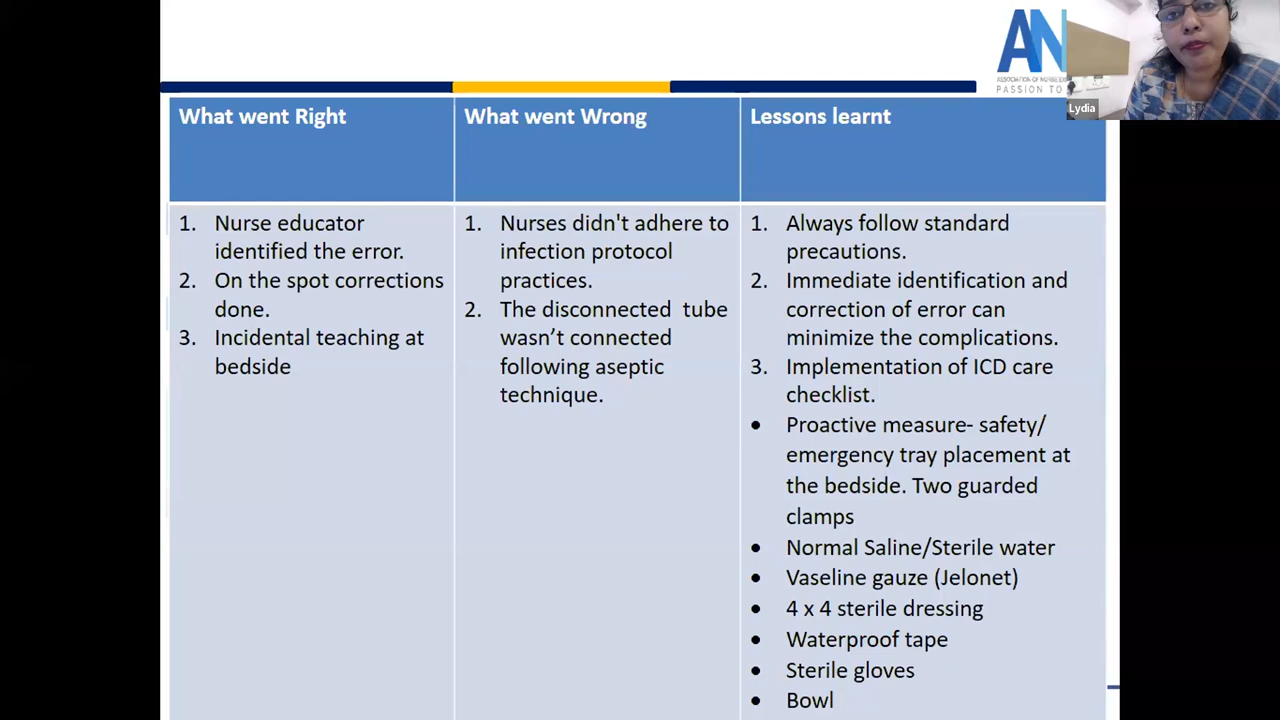 AN
ASSOCIATION OF NURSE
PASSION TO
Lydia
What went Right
What went Wrong
Lessons learnt
1. Nurse educator
identified the error.
2. On the spot corrections
done.
3. Incidental teaching at
bedside
1. Nurses didn't adhere to
infection protocol
practices.
2. The disconnected tube
wasn’t connected
following aseptic
technique.
1. Always follow standard
precautions.
2. Immediate identification and
correction of error can
minimize the complications.
3. Implementation of ICD care
checklist.
• Proactive measure- safety/
emergency tray placement at
the bedside. Two guarded
clamps
• Normal Saline/Sterile water
• Vaseline gauze (Jelonet)
• 4 x 4 sterile dressing
• Waterproof tape
• Sterile gloves
• Bowl